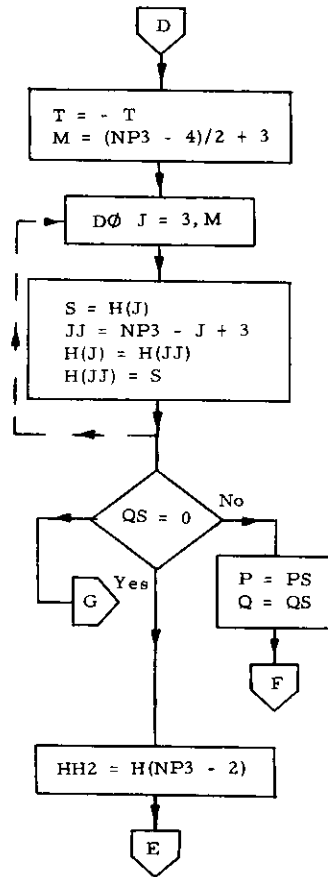 D
T = - T
M = (NP3 - 4)/2 + 3
DØ J = 3, M
S = H(J)
JJ = NP3 - J + 3
H(J) = H(JJ)
H(JJ) = S
QS = 0
No
Yes
G
P = PS
Q = QS
F
HH2 = H(NP3 - 2)
E